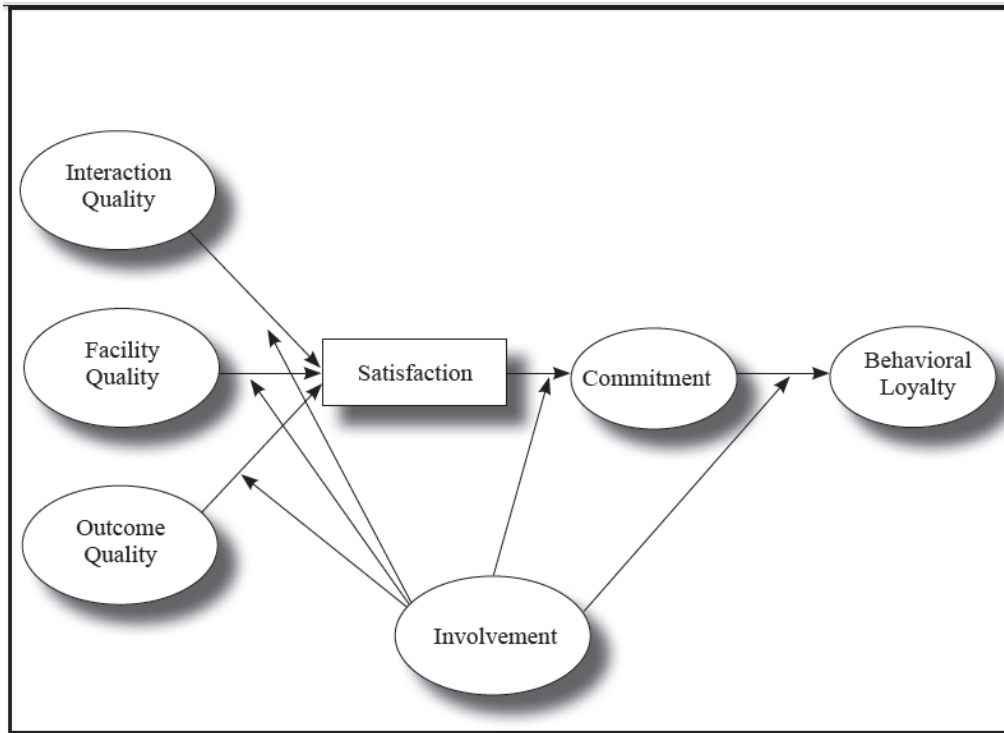 Interaction
Quality
Facility
Quality
Satisfaction
Commitment
Behavioral
Loyalty
Outcome
Quality
Involvement